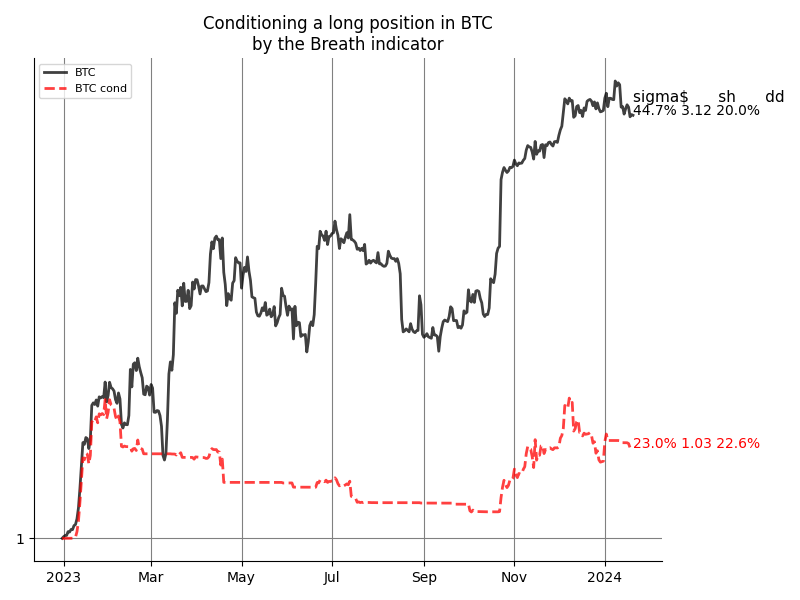 Conditioning a long position in BTC
by the Breath indicator
BTC
BTC cond
sigma$ sh dd
44.7% 3.12 20.0%
23.0% 1.03 22.6%
1
2023 Mar May Jul Sep Nov 2024